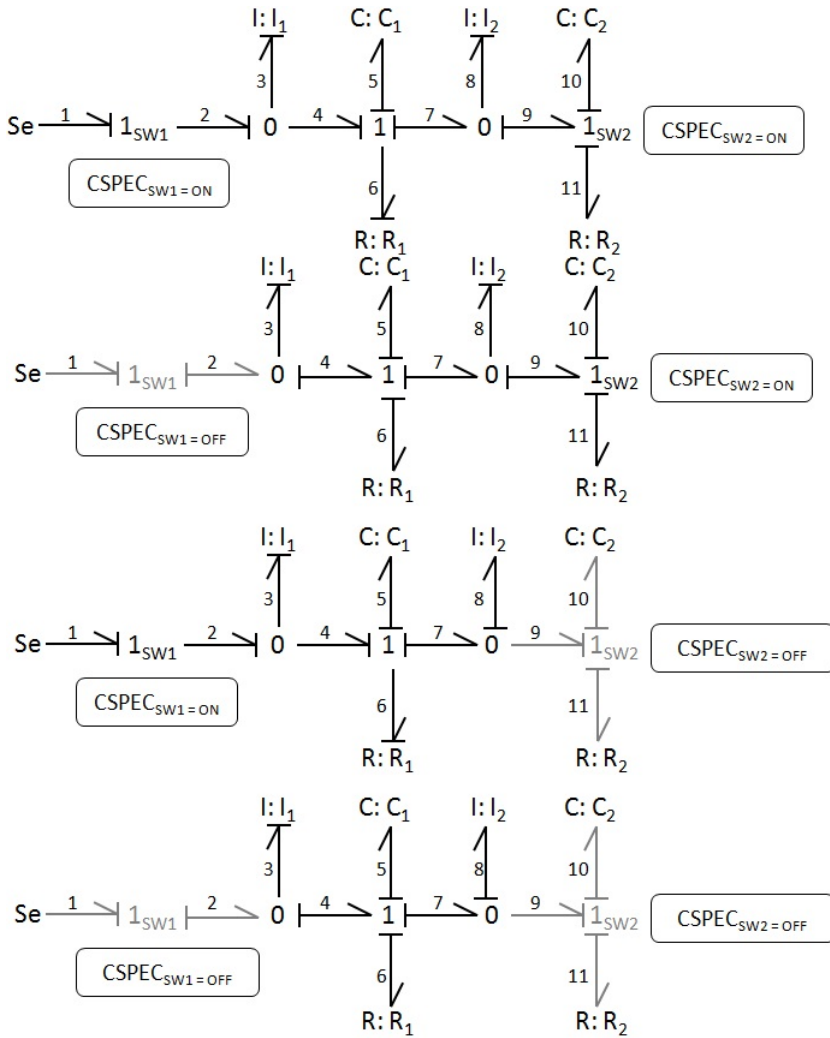 I: I₁ C: C₁ I: I₂ C: C₂
3 5 8 10
Se 1 1SW1 2 0 4 1 7 0 9 1SW2 CSPECSW2 = ON
CSPECSW1 = ON
6 11
R: R₁ R: R₂
I: I₁ C: C₁ I: I₂ C: C₂
3 5 8 10
Se 1 1SW1 2 0 4 1 7 0 9 1SW2 CSPECSW2 = ON
CSPECSW1 = OFF
6 11
R: R₁ R: R₂
I: I₁ C: C₁ I: I₂ C: C₂
3 5 8 10
Se 1 1SW1 2 0 4 1 7 0 9 1SW2 CSPECSW2 = OFF
CSPECSW1 = ON
6 11
R: R₁ R: R₂
I: I₁ C: C₁ I: I₂ C: C₂
3 5 8 10
Se 1 1SW1 2 0 4 1 7 0 9 1SW2 CSPECSW2 = OFF
CSPECSW1 = OFF
6 11
R: R₁ R: R₂